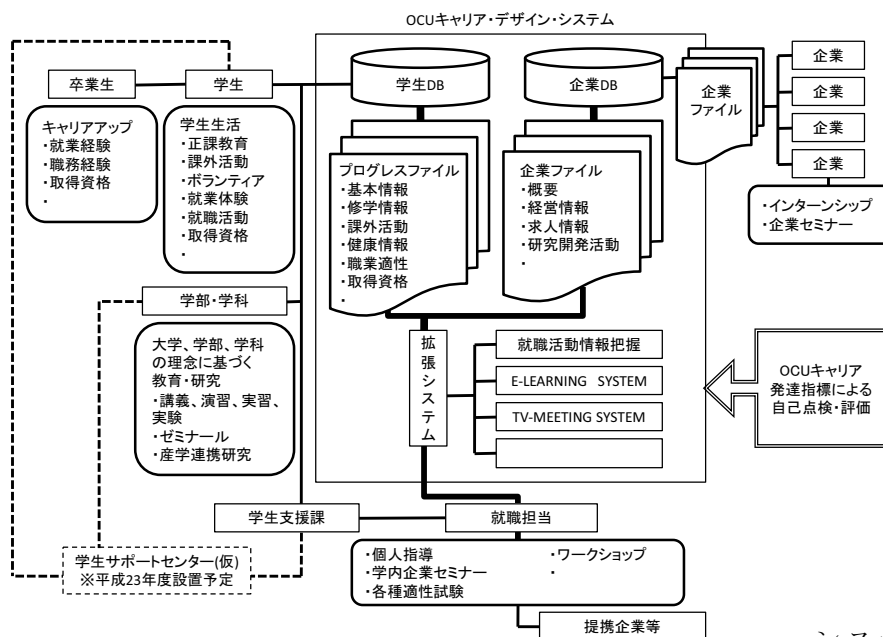 OCUキャリア・デザイン・システム
卒業生
学生
学生DB
企業DB
企業
ファイル
企業
企業
企業
企業
キャリアアップ
・就業経験
・職務経験
・取得資格
・
学生生活
・正課教育
・課外活動
・ボランティア
・就業体験
・就職活動
・取得資格
・
プログレスファイル
・基本情報
・修学情報
・課外活動
・健康情報
・職業適性
・取得資格
・
企業ファイル
・概要
・経営情報
・求人情報
・研究開発活動
・
・インターンシップ
・企業セミナー
学部・学科
大学、学部、学科
の理念に基づく
教育・研究
・講義、演習、実習、
実験
・ゼミナール
・産学連携研究
拡張システム
就職活動情報把握
E-LEARNING SYSTEM
TV-MEETING SYSTEM
OCUキャリア
発達指標による
自己点検・評価
学生支援課
就職担当
学生サポートセンター(仮)
※平成23年度設置予定
・個人指導
・学内企業セミナー
・各種適性試験
・ワークショップ
・
提携企業等